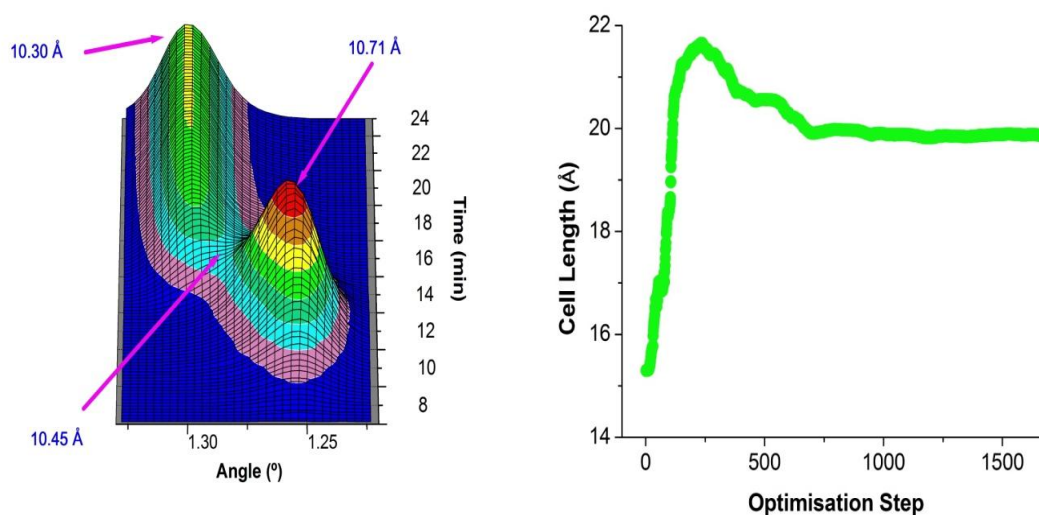 10.30 Å
10.71 Å
10.45 Å
24
22
20
18
16
14
12
10
8
Time (min)
1.30
1.25
Angle (º)
22
20
18
16
14
Cell Length (Å)
0
500
1000
1500
Optimisation Step